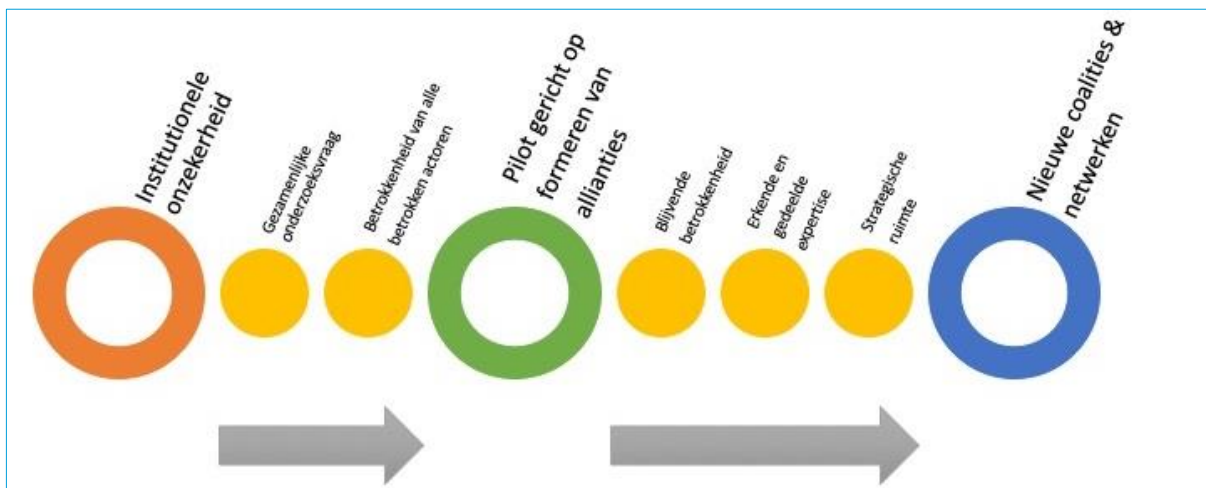 Institutionele
onzekerheid
Gezamenlijke
onderzoeksvraag
Betrokkenheid van alle
betrokken actoren
Pilot gericht op
formeren van
allianties
Blijvende
betrokkenheid
Erkende en
gedeelde
expertise
Strategische
ruimte
Nieuwe coalities &
netwerken